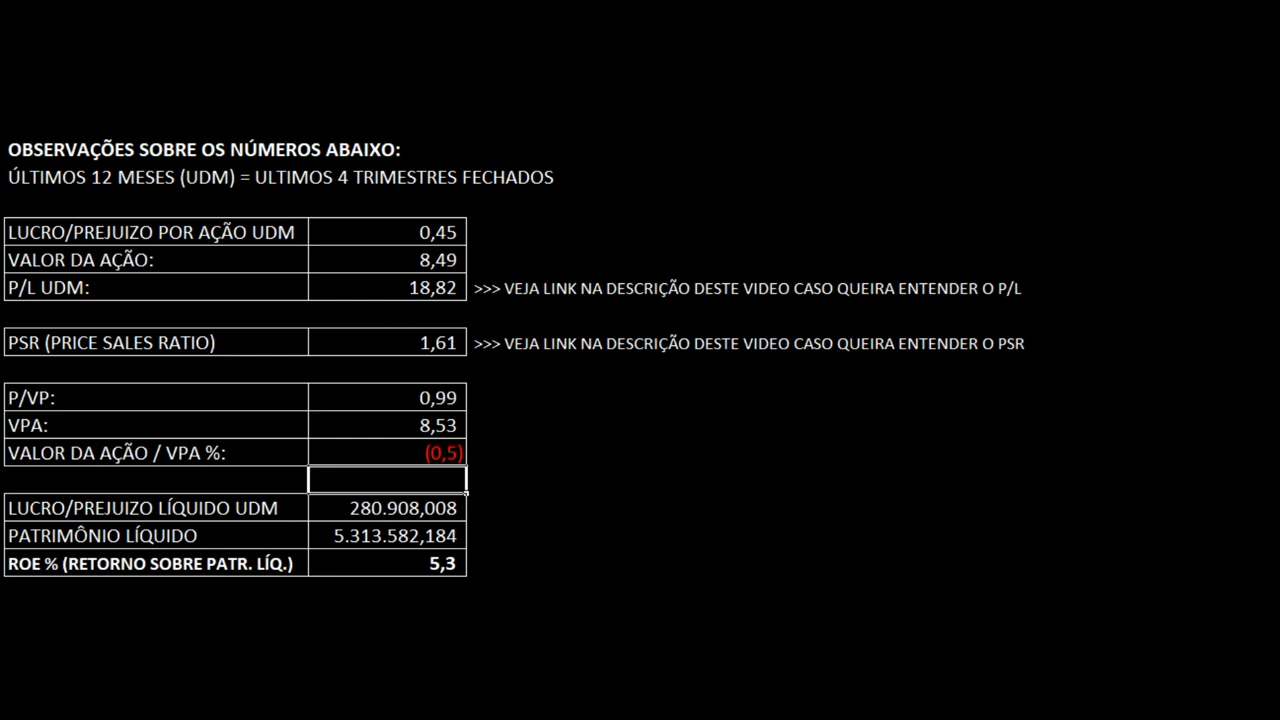 OBSERVAÇÕES SOBRE OS NÚMEROS ABAIXO:
ÚLTIMOS 12 MESES (UDM) = ULTIMOS 4 TRIMESTRES FECHADOS
LUCRO/PREJUIZO POR AÇÃO UDM 0,45
VALOR DA AÇÃO: 8,49
P/L UDM: 18,82 >>> VEJA LINK NA DESCRIÇÃO DESTE VIDEO CASO QUEIRA ENTENDER O P/L
PSR (PRICE SALES RATIO) 1,61 >>> VEJA LINK NA DESCRIÇÃO DESTE VIDEO CASO QUEIRA ENTENDER O PSR
P/VP: 0,99
VPA: 8,53
VALOR DA AÇÃO / VPA %: (0,5)
LUCRO/PREJUIZO LÍQUIDO UDM 280.908,008
PATRIMÔNIO LÍQUIDO 5.313.582,184
ROE % (RETORNO SOBRE PATR. LÍQ.) 5,3